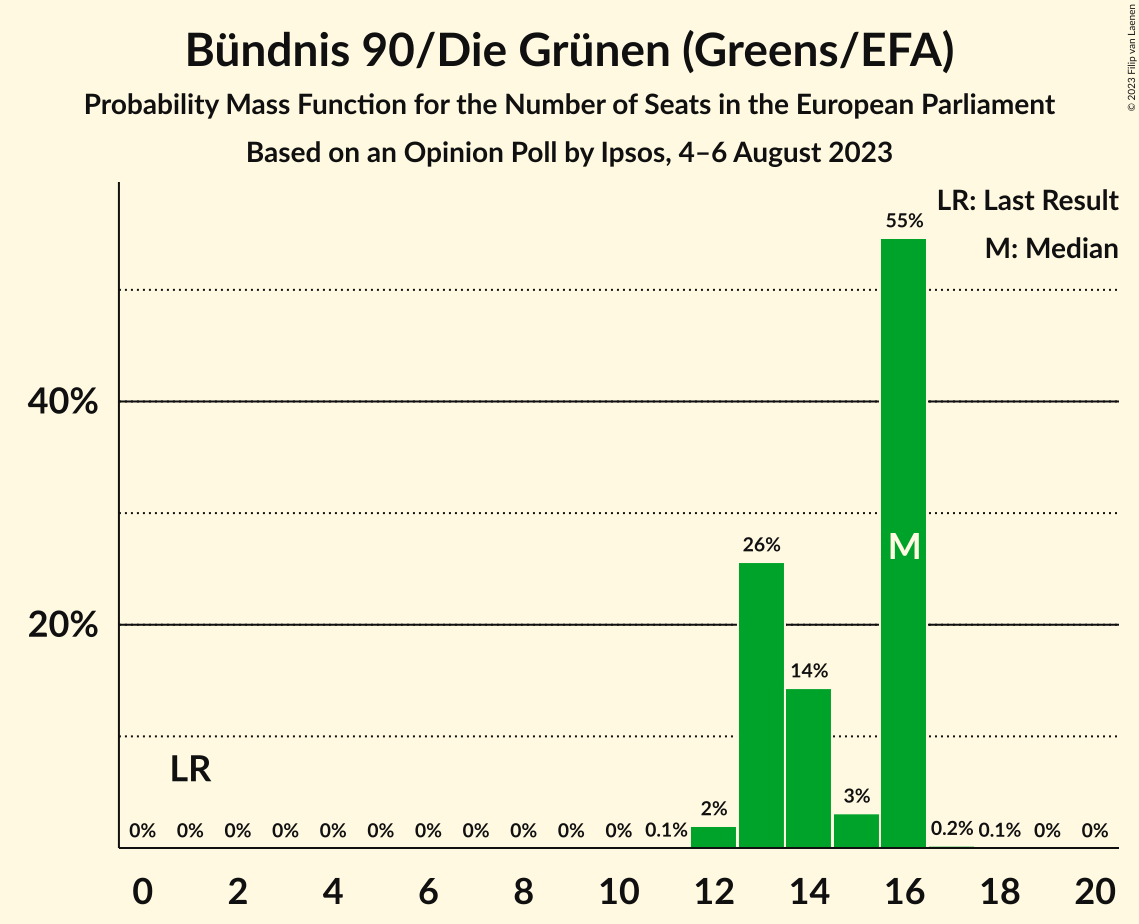 Bündnis 90/Die Grünen (Greens/EFA)
Probability Mass Function for the Number of Seats in the European Parliament
Based on an Opinion Poll by Ipsos, 4–6 August 2023
© 2023 Filip van Laenen
LR: Last Result
M: Median
55%
40%
26%
M
20%
14%
LR
0% 0% 0% 0% 0% 0% 0% 0% 0% 0% 0% 0.1% 2% 3% 0.2% 0.1% 0% 0%
0 2 4 6 8 10 12 14 16 18 20